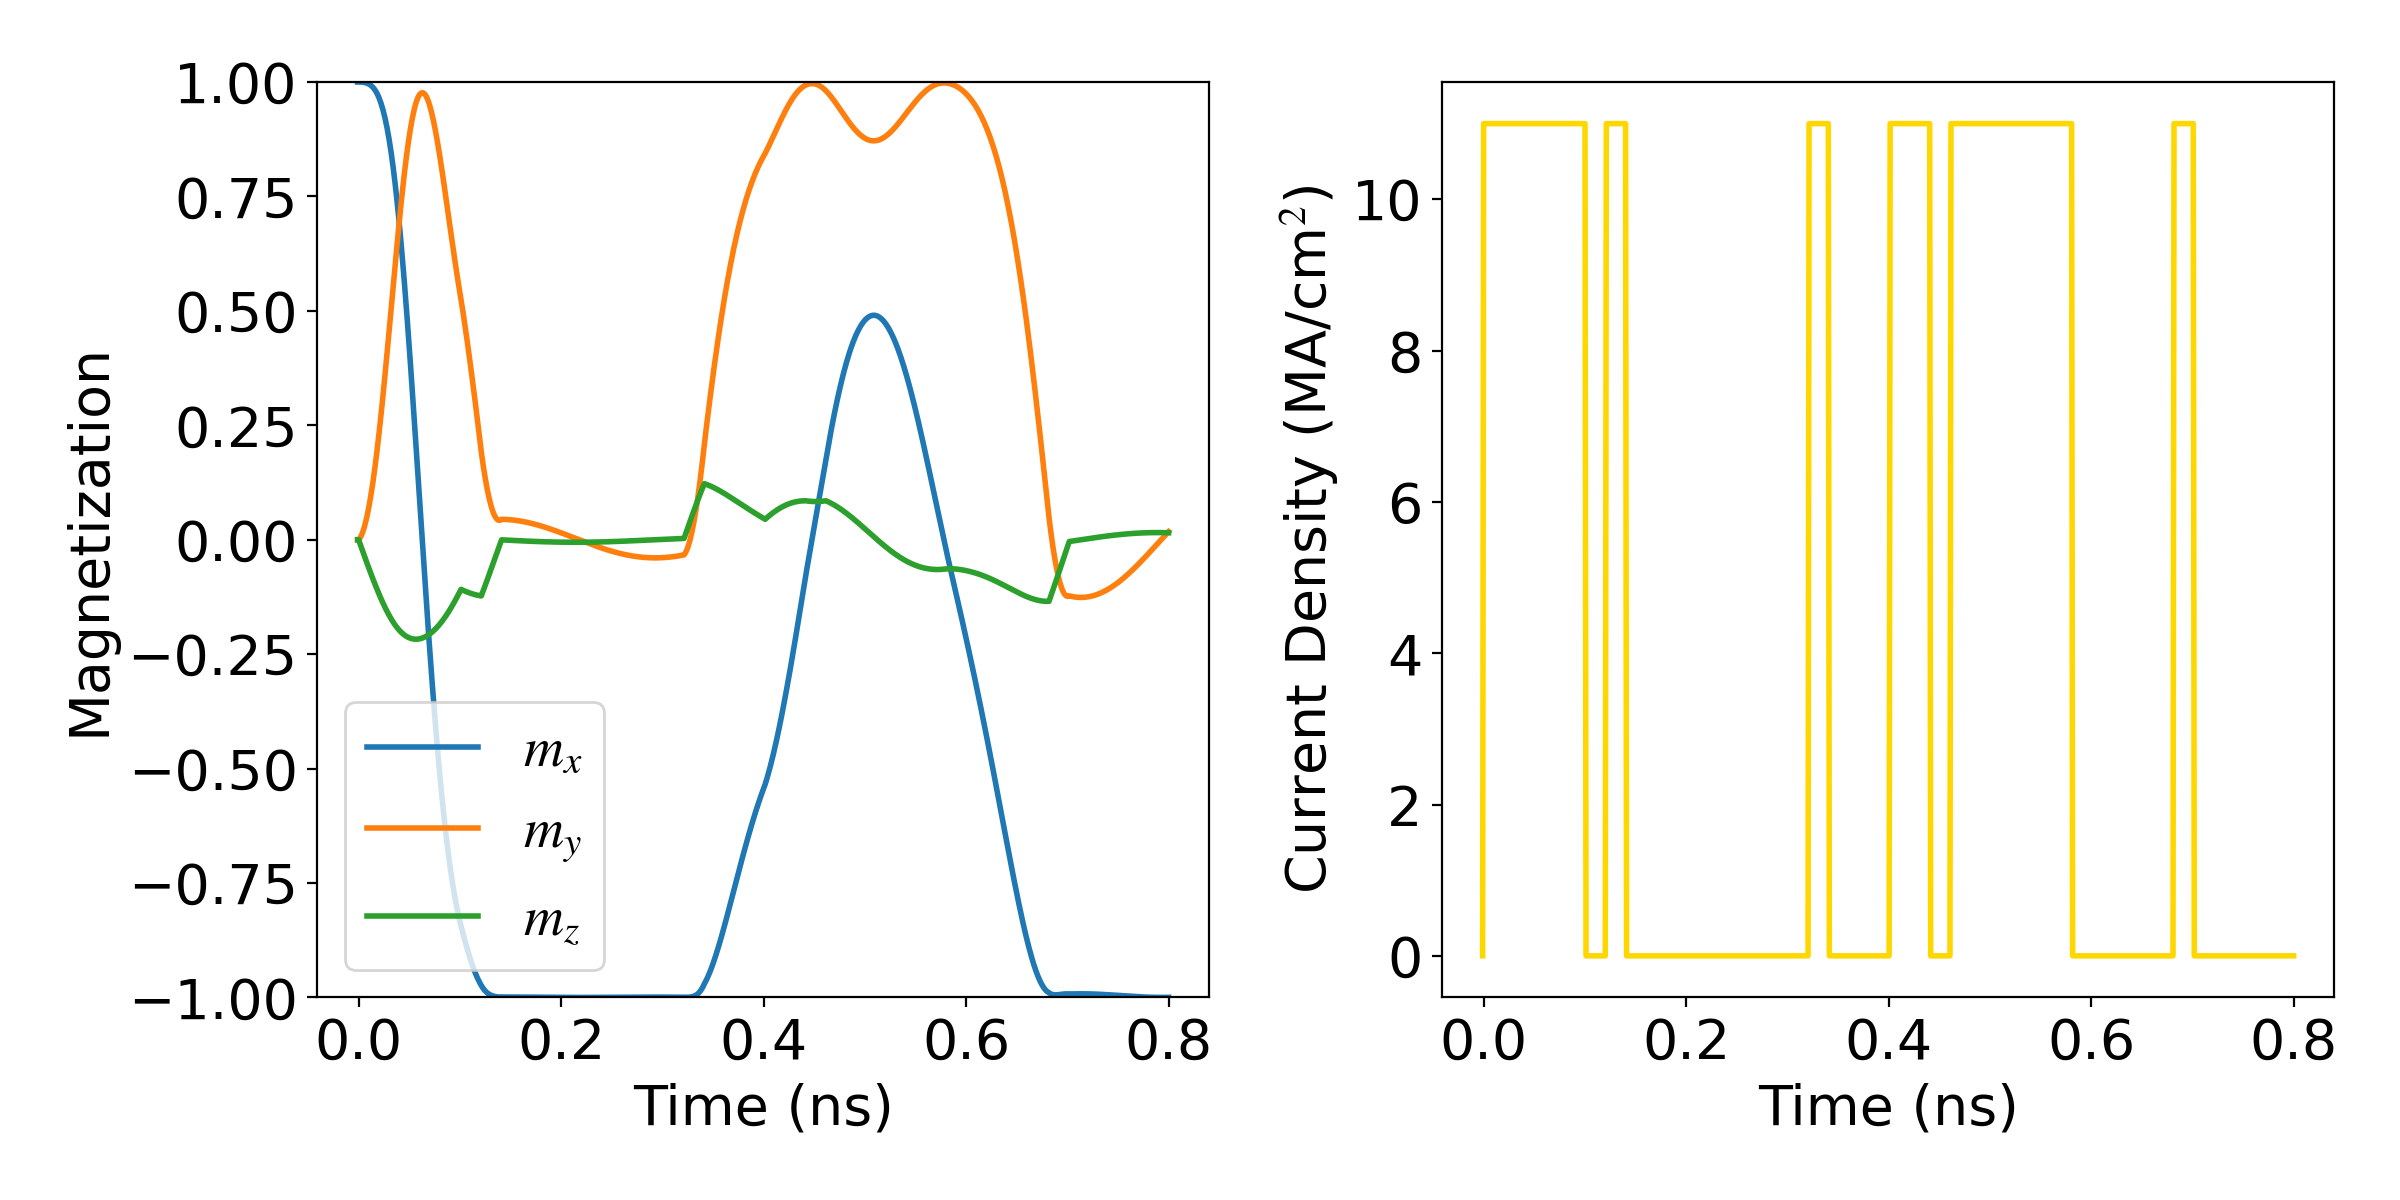 Magnetization
1.00
0.75
0.50
0.25
0.00
−0.25
−0.50
−0.75
−1.00
m_x
m_y
m_z
0.0 0.2 0.4 0.6 0.8
Time (ns)
Current Density (MA/cm²)
10
8
6
4
2
0
0.0 0.2 0.4 0.6 0.8
Time (ns)